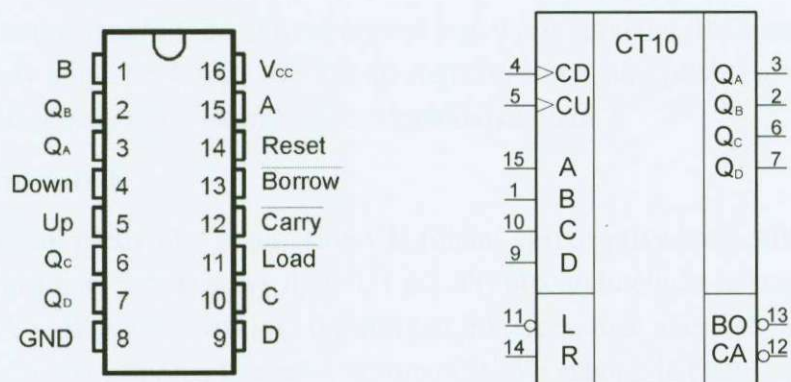 B 1 16 Vcc
QB 2 15 A
QA 3 14 Reset
Down 4 13 Borrow
Up 5 12 Carry
QC 6 11 Load
QD 7 10 C
GND 8 9 D
CT10
4 CD QA 3
5 CU QB 2
QC 6
QD 7
15 A
1 B
10 C
9 D
11 L BO 13
14 R CA 12